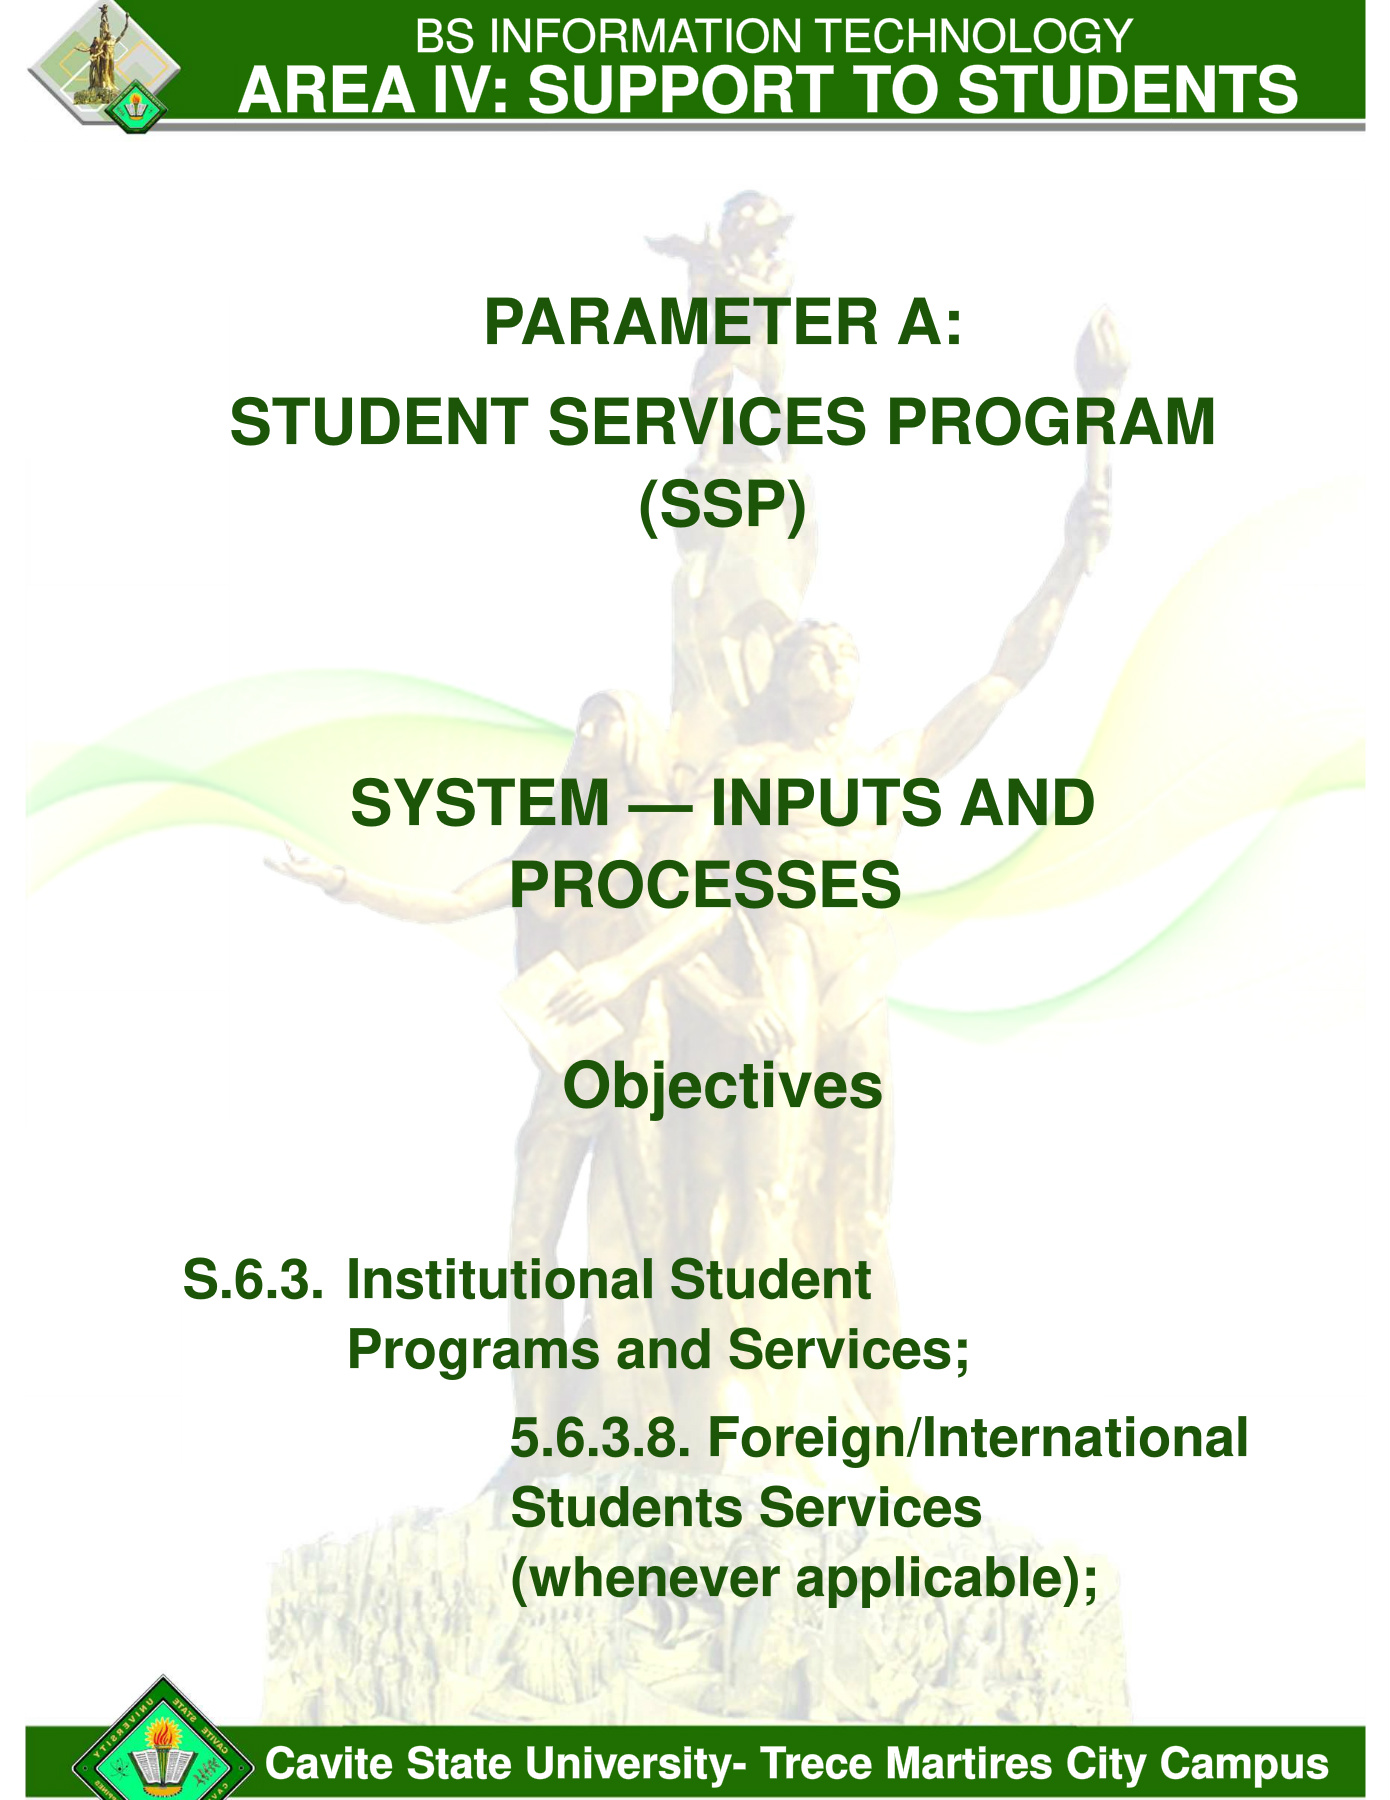 BS INFORMATION TECHNOLOGY
AREA IV: SUPPORT TO STUDENTS
PARAMETER A:
STUDENT SERVICES PROGRAM
(SSP)
SYSTEM — INPUTS AND
PROCESSES
Objectives
S.6.3. Institutional Student
Programs and Services;
5.6.3.8. Foreign/International
Students Services
(whenever applicable);
Cavite State University- Trece Martires City Campus